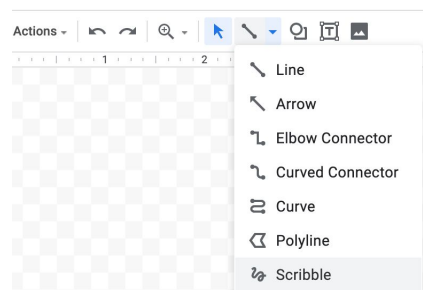 Actions
1 2
Line
Arrow
Elbow Connector
Curved Connector
Curve
Polyline
Scribble